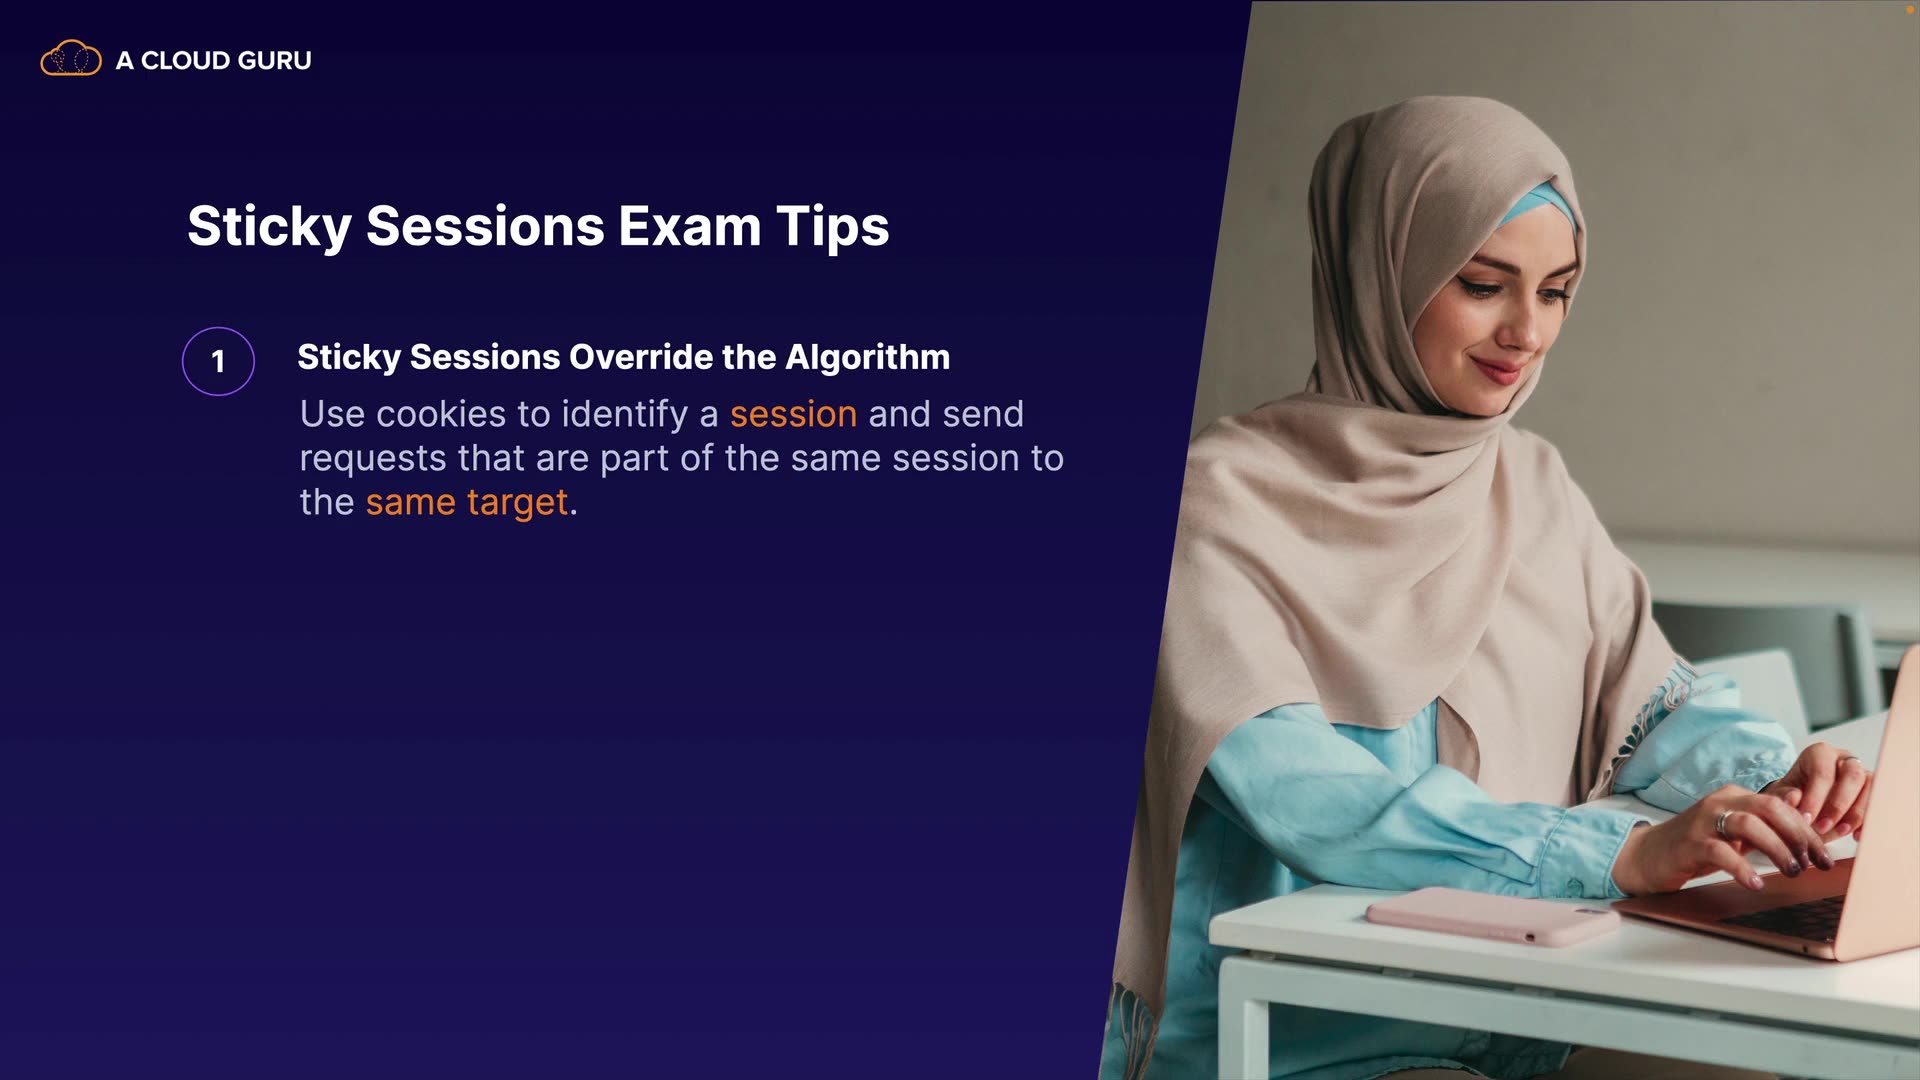 A CLOUD GURU
Sticky Sessions Exam Tips
1
Sticky Sessions Override the Algorithm
Use cookies to identify a session and send
requests that are part of the same session to
the same target.